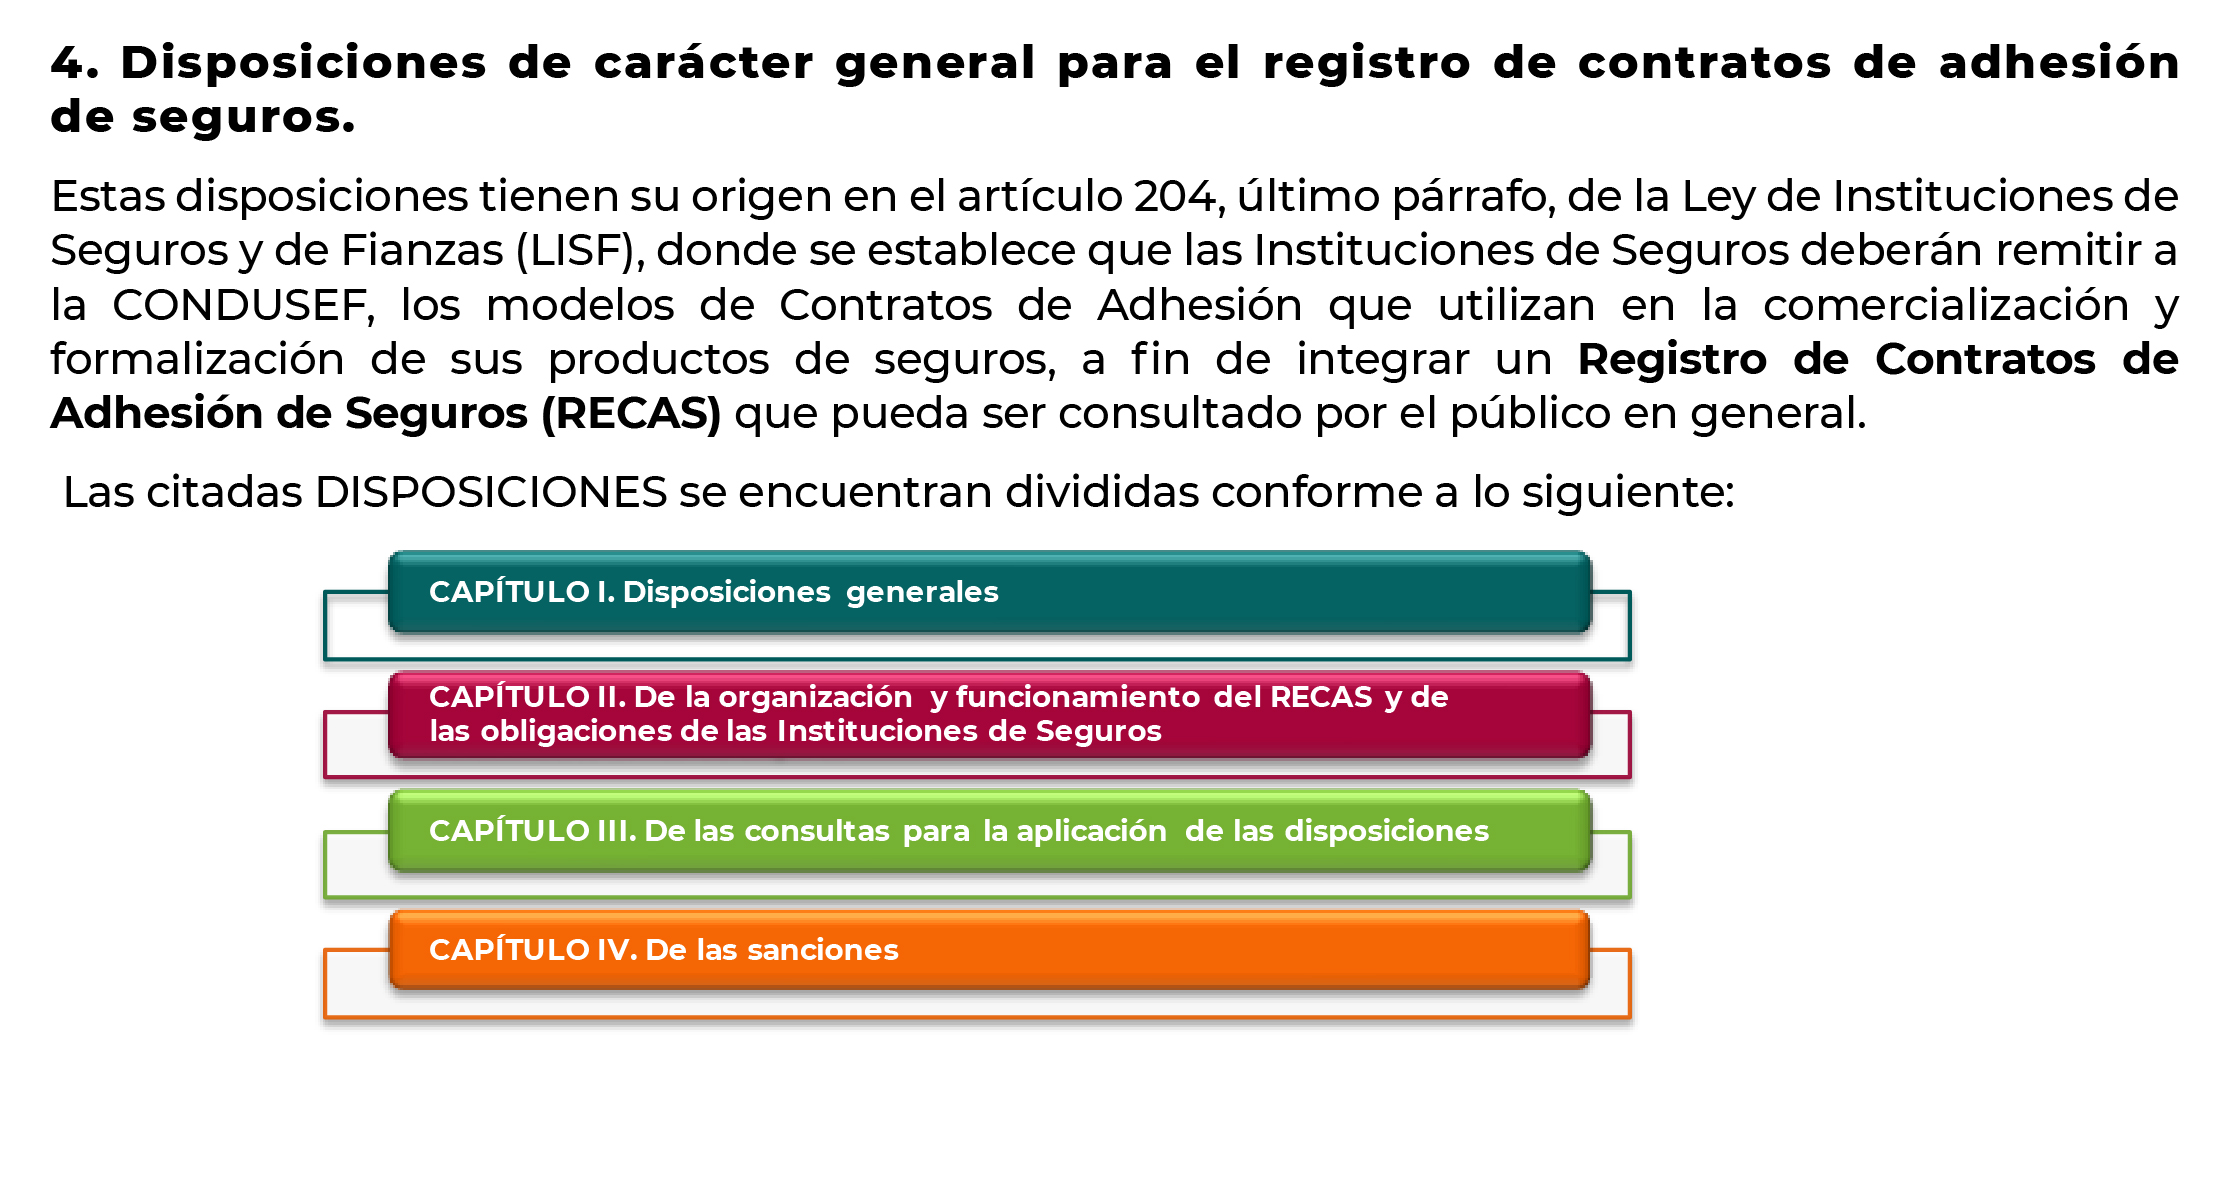 4. Disposiciones de carácter general para el registro de contratos de adhesión
de seguros.
Estas disposiciones tienen su origen en el artículo 204, último párrafo, de la Ley de Instituciones de
Seguros y de Fianzas (LISF), donde se establece que las Instituciones de Seguros deberán remitir a
la CONDUSEF, los modelos de Contratos de Adhesión que utilizan en la comercialización y
formalización de sus productos de seguros, a fin de integrar un Registro de Contratos de
Adhesión de Seguros (RECAS) que pueda ser consultado por el público en general.
Las citadas DISPOSICIONES se encuentran divididas conforme a lo siguiente:
CAPÍTULO I. Disposiciones generales
CAPÍTULO II. De la organización y funcionamiento del RECAS y de
las obligaciones de las Instituciones de Seguros
CAPÍTULO III. De las consultas para la aplicación de las disposiciones
CAPÍTULO IV. De las sanciones